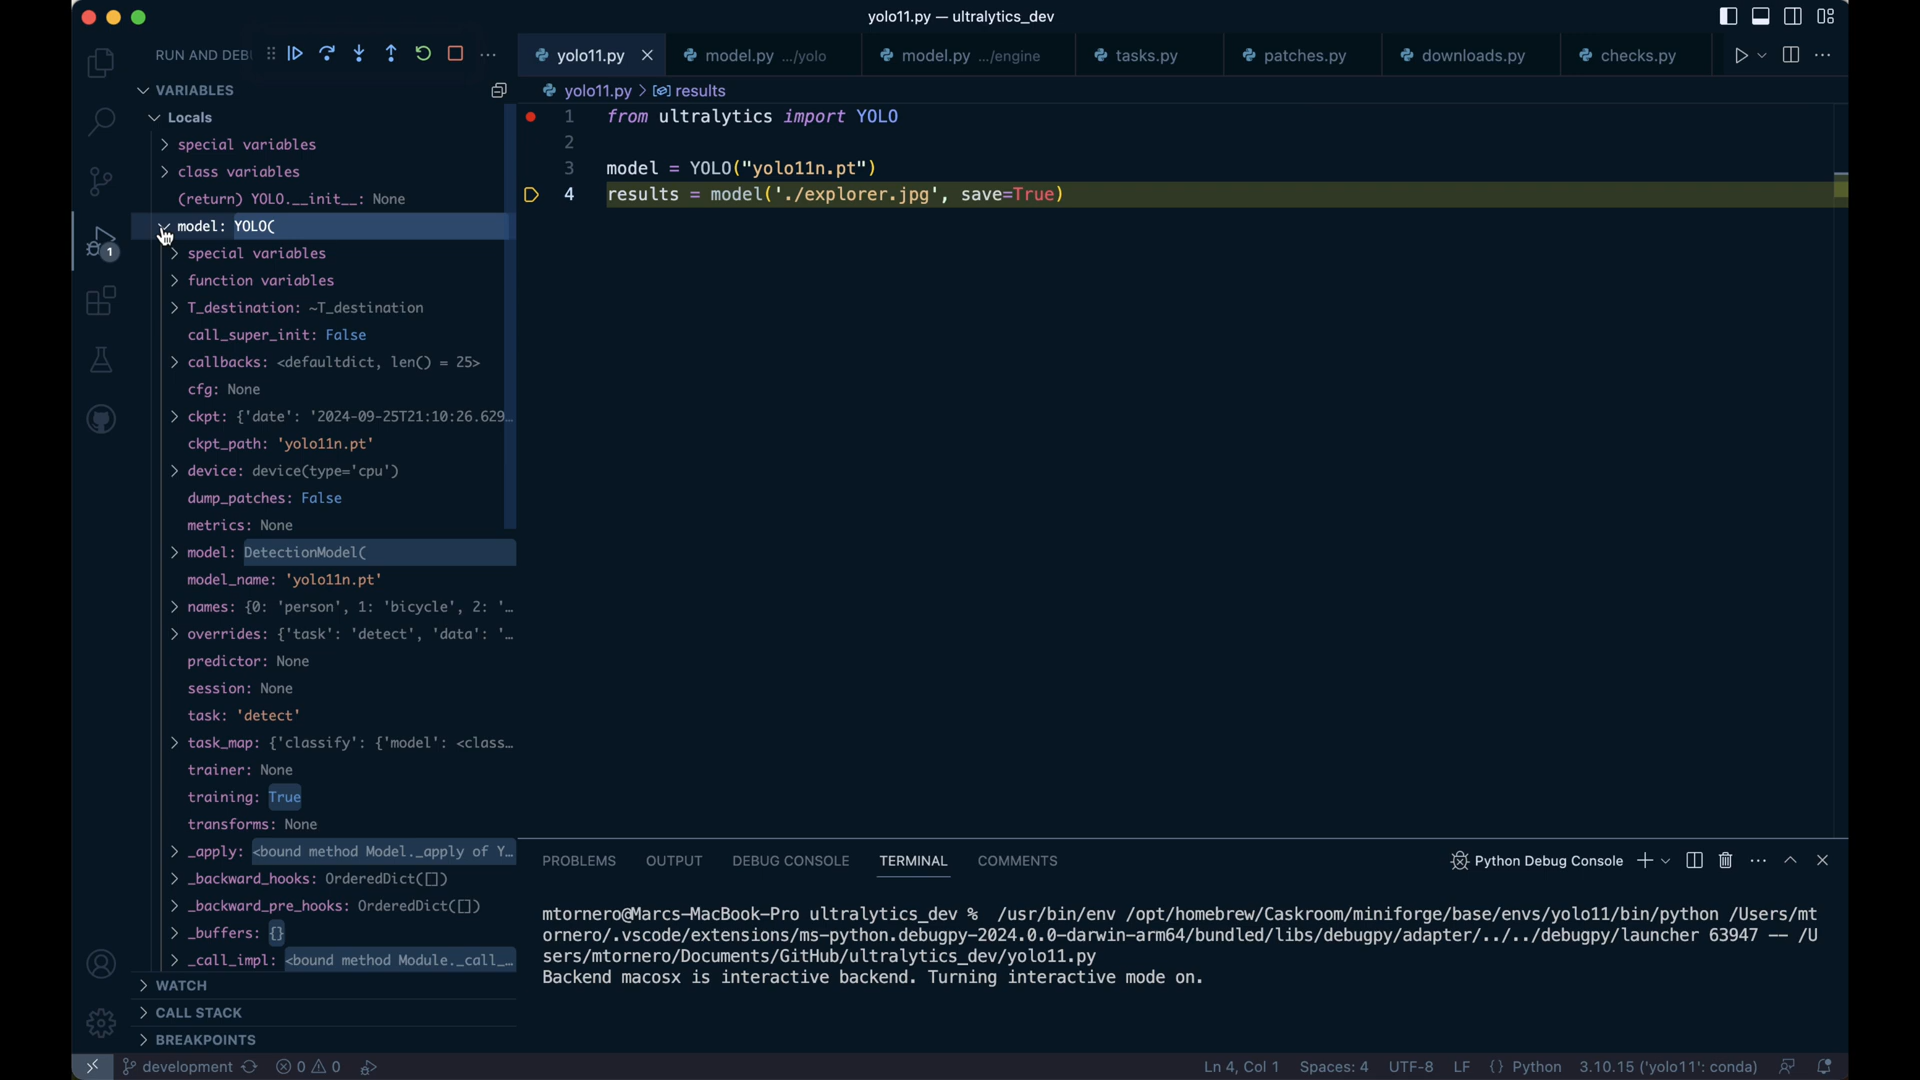 yolo11.py — ultralytics_dev
RUN AND DEBU
yolo11.py
model.py .../yolo
model.py .../engine
tasks.py
patches.py
downloads.py
checks.py
VARIABLES
Locals
special variables
class variables
(return) YOLO.__init__: None
model: YOLO(
special variables
function variables
T_destination: ~T_destination
call_super_init: False
callbacks: <defaultdict, len() = 25>
cfg: None
ckpt: {'date': '2024-09-25T21:10:26.629…
ckpt_path: 'yolo11n.pt'
device: device(type='cpu')
dump_patches: False
metrics: None
model: DetectionModel(
model_name: 'yolo11n.pt'
names: {0: 'person', 1: 'bicycle', 2: '…
overrides: {'task': 'detect', 'data': '…
predictor: None
session: None
task: 'detect'
task_map: {'classify': {'model': <class…
trainer: None
training: True
transforms: None
_apply: <bound method Model._apply of Y…
_backward_hooks: OrderedDict([])
_backward_pre_hooks: OrderedDict([])
_buffers: {}
_call_impl: <bound method Module._call_…
WATCH
CALL STACK
BREAKPOINTS
1
yolo11.py > results
1 from ultralytics import YOLO
2
3 model = YOLO("yolo11n.pt")
4 results = model('./explorer.jpg', save=True)
PROBLEMS OUTPUT DEBUG CONSOLE TERMINAL COMMENTS
Python Debug Console
mtornero@Marcs-MacBook-Pro ultralytics_dev % /usr/bin/env /opt/homebrew/Caskroom/miniforge/base/envs/yolo11/bin/python /Users/mt
ornero/.vscode/extensions/ms-python.debugpy-2024.0.0-darwin-arm64/bundled/libs/debugpy/adapter/../../debugpy/launcher 63947 -- /U
sers/mtornero/Documents/GitHub/ultralytics_dev/yolo11.py
Backend macosx is interactive backend. Turning interactive mode on.
development
0 0
Ln 4, Col 1
Spaces: 4
UTF-8
LF
{} Python
3.10.15 ('yolo11': conda)